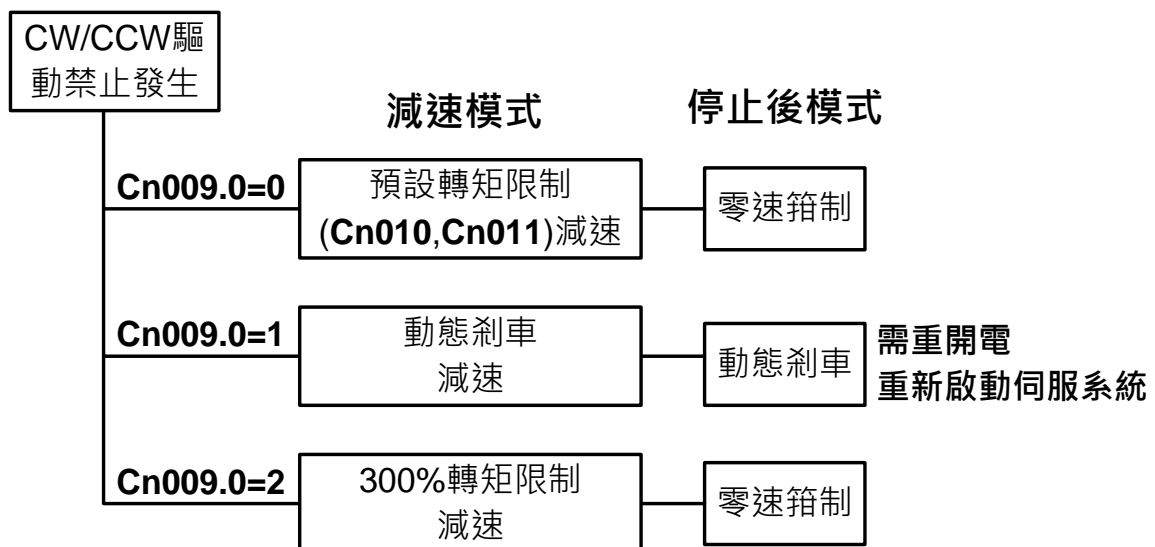 CW/CCW驅
動禁止發生
減速模式
停止後模式
Cn009.0=0
預設轉矩限制
(Cn010,Cn011)減速
零速箝制
Cn009.0=1
動態剎車
減速
動態剎車
需重開電
重新啟動伺服系統
Cn009.0=2
300%轉矩限制
減速
零速箝制